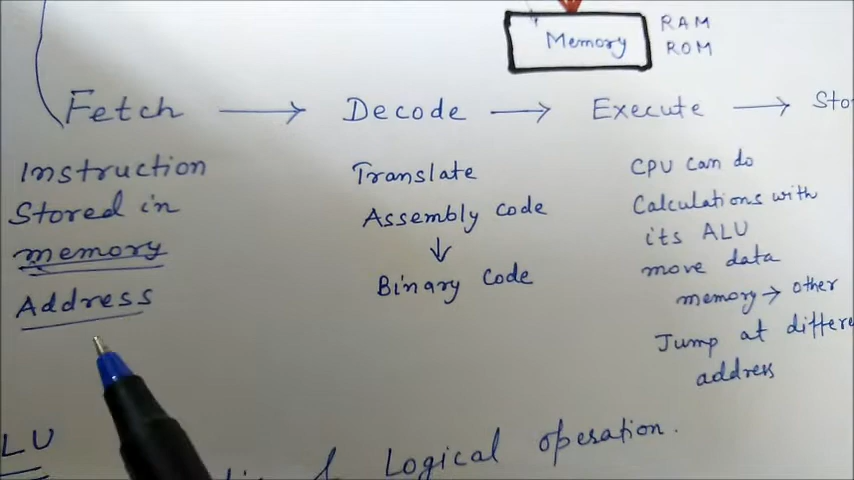 Memory
RAM
ROM
Fetch → Decode → Execute →
Instruction
Stored in
memory
Address
Translate
Assembly code
↓
Binary code
CPU can do
Calculations with
its ALU
move data
memory → other
Jump at
address
LU
Logical operation.